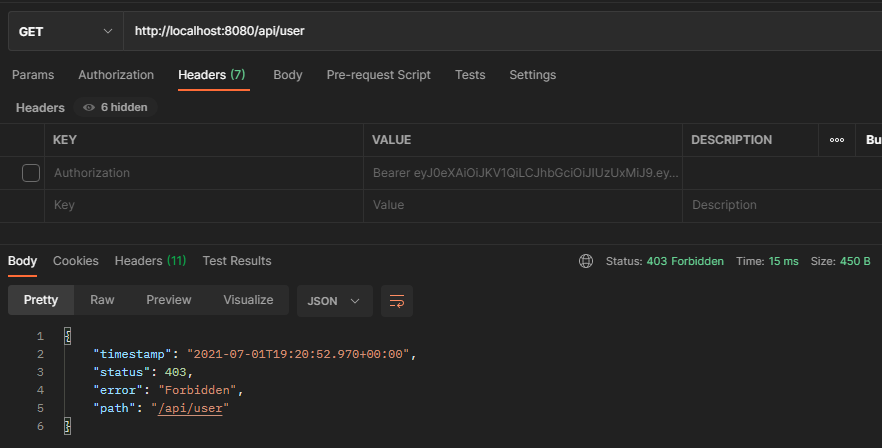 GET http://localhost:8080/api/user
Params Authorization Headers (7) Body Pre-request Script Tests Settings
Headers 6 hidden
KEY VALUE DESCRIPTION ooo Bu
Authorization Bearer eyJ0eXAiOiJKV1QiLCJhbGciOiJIUzUxMiJ9.ey...
Key Value Description
Body Cookies Headers (11) Test Results Status: 403 Forbidden Time: 15 ms Size: 450 B
Pretty Raw Preview Visualize JSON
1 {
2 "timestamp": "2021-07-01T19:20:52.970+00:00",
3 "status": 403,
4 "error": "Forbidden",
5 "path": "/api/user"
6 }